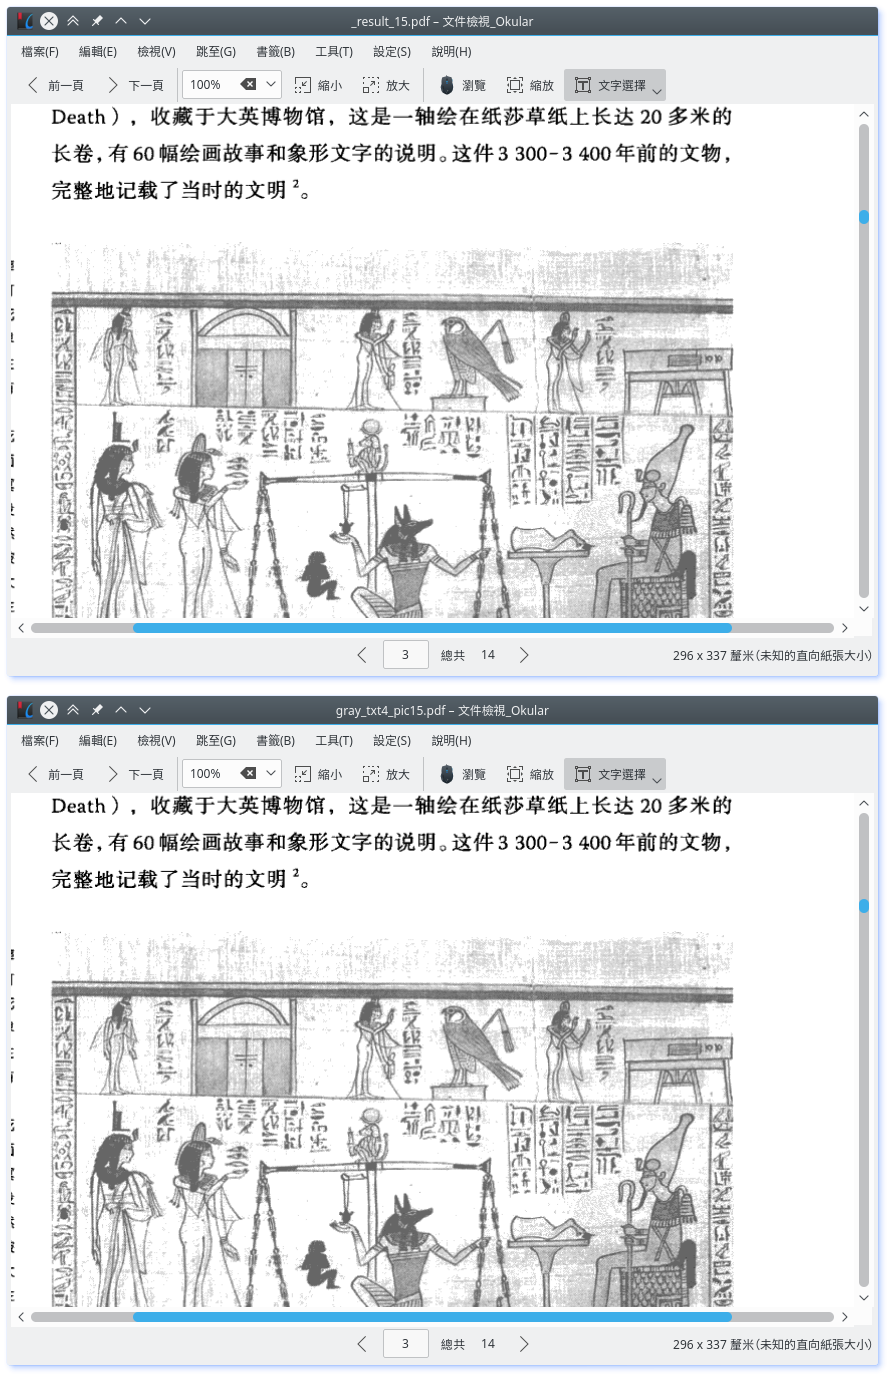 _result_15.pdf – 文件檢視_Okular
檔案(F) 編輯(E) 檢視(V) 跳至(G) 書籤(B) 工具(T) 設定(S) 說明(H)
前一頁 下一頁 100% 縮小 放大 瀏覽 縮放 文字選擇
Death），收藏于大英博物馆，这是一轴绘在纸莎草纸上长达 20 多米的
长卷，有 60 幅绘画故事和象形文字的说明。这件 3 300-3 400 年前的文物，
完整地记载了当时的文明 2。
3 總共 14
296 x 337 釐米 (未知的直向紙張大小)
gray_txt4_pic15.pdf – 文件檢視_Okular
檔案(F) 編輯(E) 檢視(V) 跳至(G) 書籤(B) 工具(T) 設定(S) 說明(H)
前一頁 下一頁 100% 縮小 放大 瀏覽 縮放 文字選擇
Death），收藏于大英博物馆，这是一轴绘在纸莎草纸上长达 20 多米的
长卷，有 60 幅绘画故事和象形文字的说明。这件 3 300-3 400 年前的文物，
完整地记载了当时的文明 2。
3 總共 14
296 x 337 釐米 (未知的直向紙張大小)